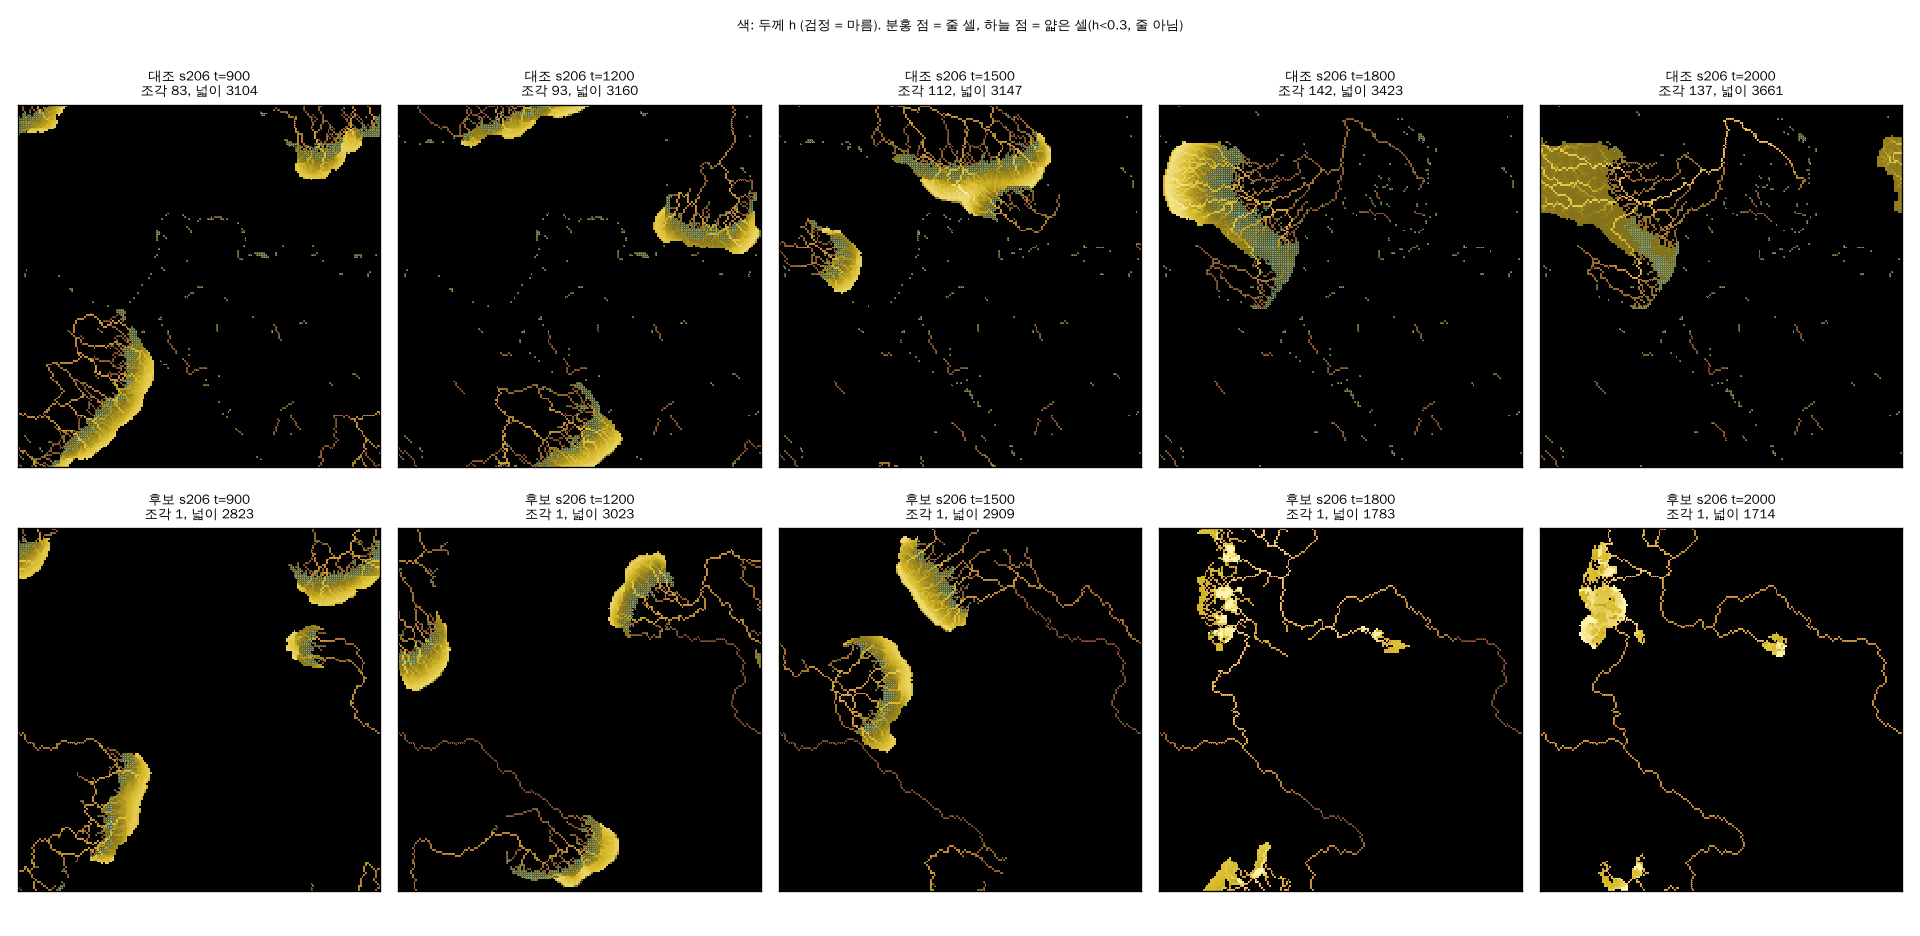 색: 두께 h (검정 = 마름). 분홍 점 = 줄 셀, 하늘 점 = 얇은 셀(h<0.3, 줄 아님)
대조 s206 t=900
조각 83, 넓이 3104
대조 s206 t=1200
조각 93, 넓이 3160
대조 s206 t=1500
조각 112, 넓이 3147
대조 s206 t=1800
조각 142, 넓이 3423
대조 s206 t=2000
조각 137, 넓이 3661
후보 s206 t=900
조각 1, 넓이 2823
후보 s206 t=1200
조각 1, 넓이 3023
후보 s206 t=1500
조각 1, 넓이 2909
후보 s206 t=1800
조각 1, 넓이 1783
후보 s206 t=2000
조각 1, 넓이 1714